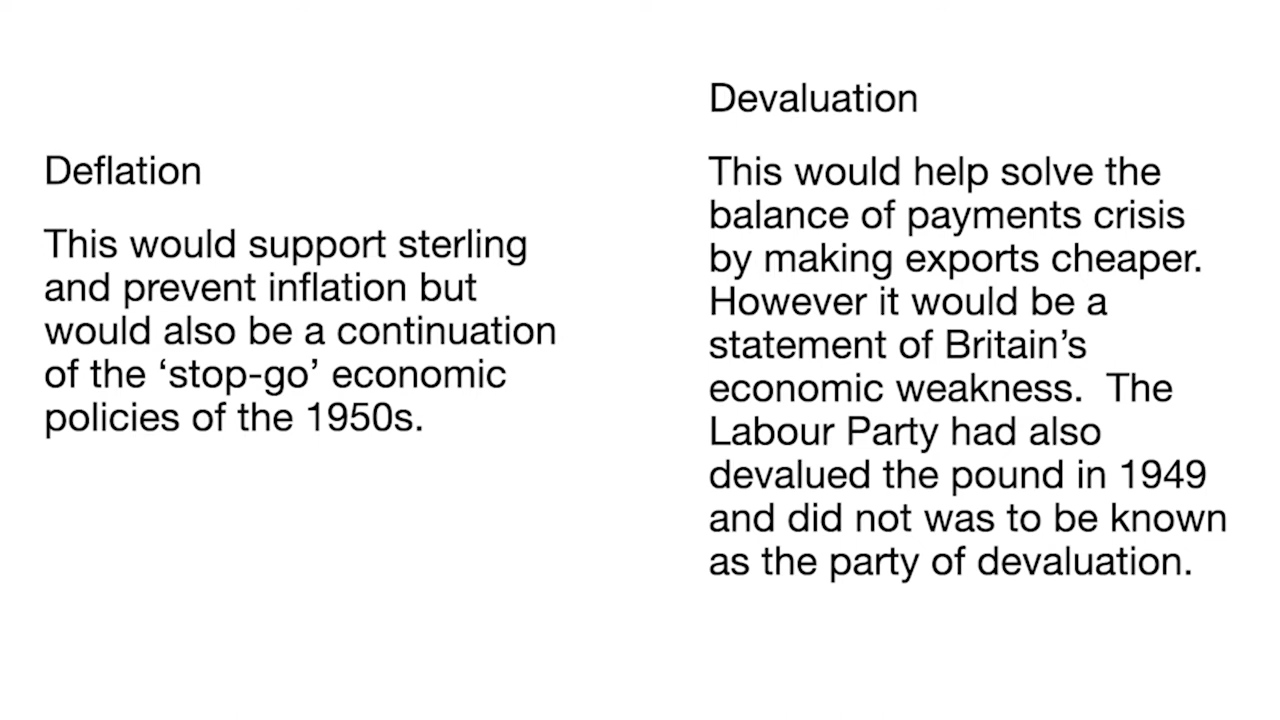 Deflation
This would support sterling
and prevent inflation but
would also be a continuation
of the ‘stop-go’ economic
policies of the 1950s.
Devaluation
This would help solve the
balance of payments crisis
by making exports cheaper.
However it would be a
statement of Britain’s
economic weakness.  The
Labour Party had also
devalued the pound in 1949
and did not was to be known
as the party of devaluation.